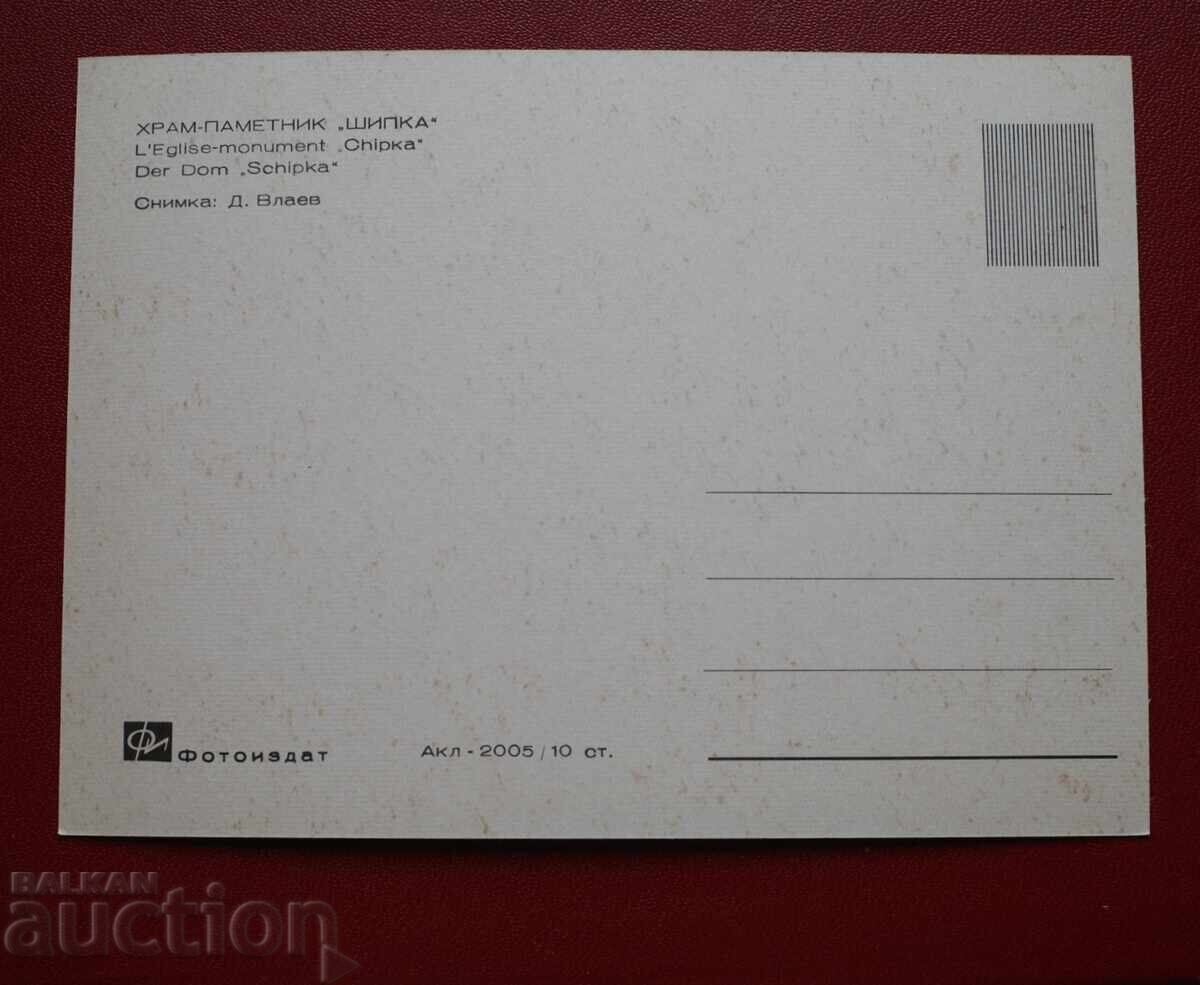 ХРАМ-ПАМЕТНИК „ШИПКА“
L'Eglise-monument „Chipka“
Der Dom „Schipka“
Снимка: Д. Влаев
Фотоиздат
Акл - 2005 / 10 ст.
BALKAN
auction